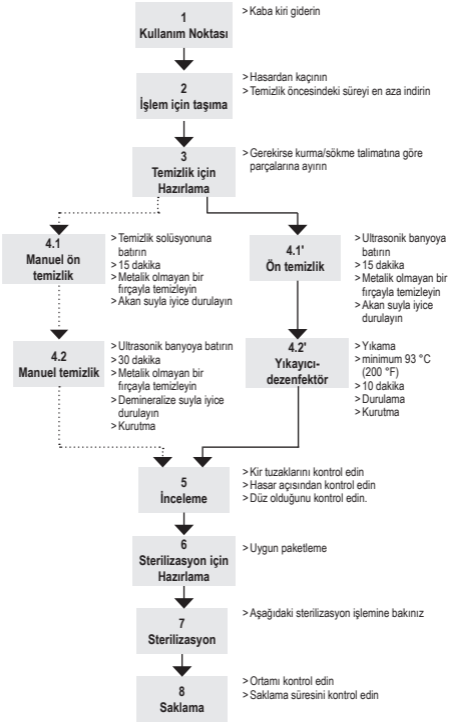 1
Kullanım Noktası
> Kaba kiri giderin
2
İşlem için taşıma
> Hasardan kaçının
> Temizlik öncesindeki süreyi en aza indirin
3
Temizlik için
Hazırlama
> Gerekirse kurma/sökme talimatına göre
parçalarına ayırın
4.1
Manuel ön
temizlik
> Temizlik solüsyonuna
batırın
> 15 dakika
> Metalik olmayan bir
fırçayla temizleyin
> Akan suyla iyice durulayın
4.1'
Ön temizlik
> Ultrasonik banyoya
batırın
> 15 dakika
> Metalik olmayan bir
fırçayla temizleyin
> Akan suyla iyice
durulayın
4.2
Manuel temizlik
> Ultrasonik banyoya batırın
> 30 dakika
> Metalik olmayan bir
fırçayla temizleyin
> Demineralize suyla iyice
durulayın
> Kurutma
4.2'
Yıkayıcı-
dezenfektör
> Yıkama
> minimum 93 °C
(200 °F)
> 10 dakika
> Durulama
> Kurutma
5
İnceleme
> Kir tuzaklarını kontrol edin
> Hasar açısından kontrol edin
> Düz olduğunu kontrol edin.
6
Sterilizasyon için
Hazırlama
> Uygun paketleme
7
Sterilizasyon
> Aşağıdaki sterilizasyon işlemine bakınız
8
Saklama
> Ortamı kontrol edin
> Saklama süresini kontrol edin